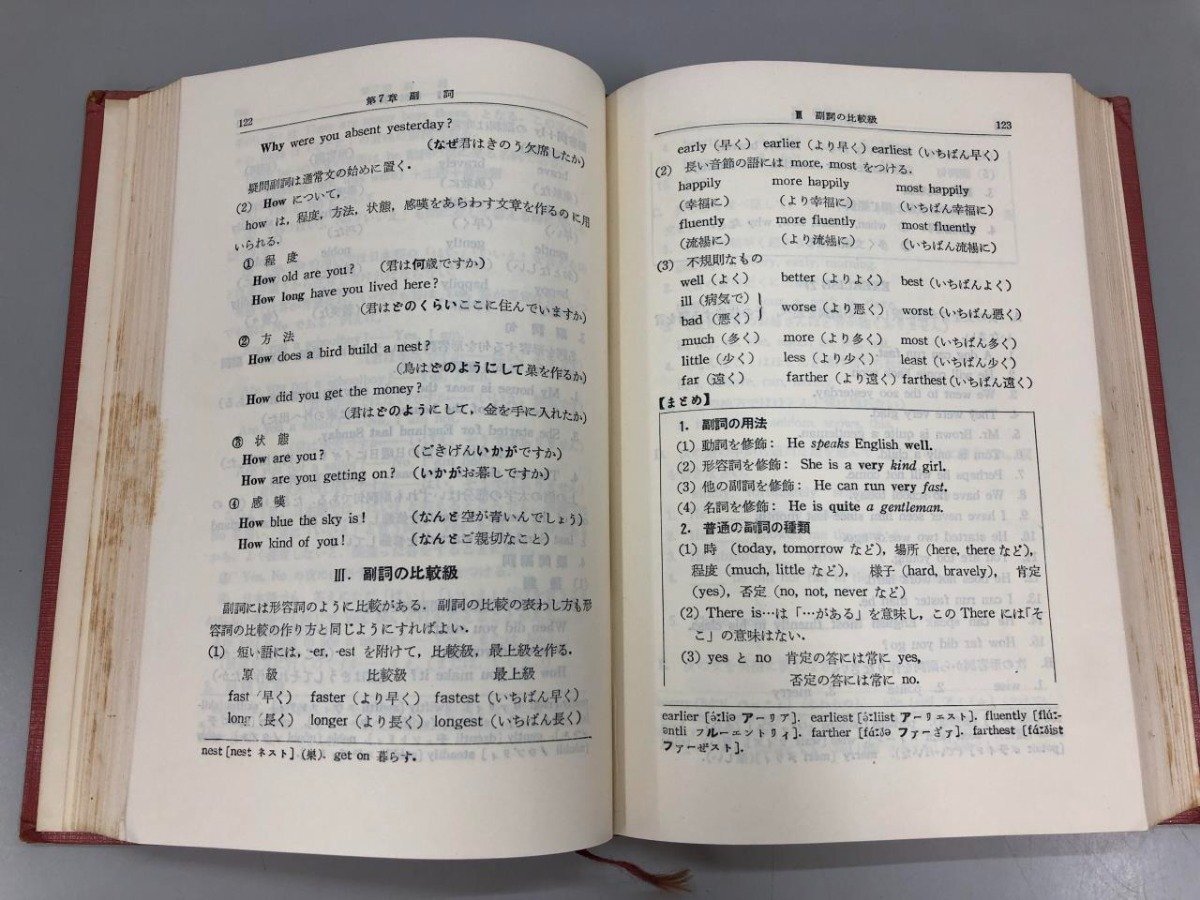 122
第7章 副 詞
Why were you absent yesterday?
(なぜ君はきのう欠席したか)
疑問副詞は通常文の始めに置く.
(2) How について,
how は, 程度, 方法, 状態, 感嘆をあらわす文章を作るのに用
いられる.
① 程 度
How old are you? (君は何歳ですか)
How long have you lived here?
(君はどのくらいここに住んでいますか)
② 方 法
How does a bird build a nest?
(鳥はどのようにして巣を作るか)
How did you get the money?
(君はどのようにして, 金を手に入れたか)
③ 状 態
How are you? (ごきげんいかがですか)
How are you getting on? (いかがお暮しですか)
④ 感 嘆
How blue the sky is! (なんと空が青いんでしょう)
How kind of you! (なんとご親切なこと)
Ⅲ. 副詞の比較級
副詞には形容詞のように比較がある. 副詞の比較の表わし方も形
容詞の比較の作り方と同じようにすればよい.
(1) 短い語には, -er, -est を附けて, 比較級, 最上級を作る.
原 級 比較級 最上級
fast (早く) faster (より早く) fastest (いちばん早く)
long (長く) longer (より長く) longest (いちばん長く)
nest [nest ネスト] (巣). get on 暮らす.
Ⅲ 副詞の比較級
123
early (早く) earlier (より早く) earliest (いちばん早く)
(2) 長い音節の語には more, most をつける.
happily more happily most happily
(幸福に) (より幸福に) (いちばん幸福に)
fluently more fluently most fluently
(流暢に) (より流暢に) (いちばん流暢に)
(3) 不規則なもの
well (よく) better (よりよく) best (いちばんよく)
ill (病気で)
bad (悪く) worse (より悪く) worst (いちばん悪く)
much (多く) more (より多く) most (いちばん多く)
little (少く) less (より少く) least (いちばん少く)
far (遠く) farther (より遠く) farthest (いちばん遠く)
【まとめ】
1. 副詞の用法
(1) 動詞を修飾: He speaks English well.
(2) 形容詞を修飾: She is a very kind girl.
(3) 他の副詞を修飾: He can run very fast.
(4) 名詞を修飾: He is quite a gentleman.
2. 普通の副詞の種類
(1) 時 (today, tomorrow など), 場所 (here, there など),
程度 (much, little など), 様子 (hard, bravely), 肯定
(yes), 否定 (no, not, never など)
(2) There is…は「…がある」を意味し, この There には「そ
こ」の意味はない.
(3) yes と no 肯定の答には常に yes,
否定の答には常に no.
earlier [ə́ːliə アーリア]. earliest [ə́ːliist アーリエスト]. fluently [flúː-
əntli フルーエントリィ]. farther [fɑ́ːðə ファーざァ]. farthest [fɑ́ːðist
ファーぜスト].